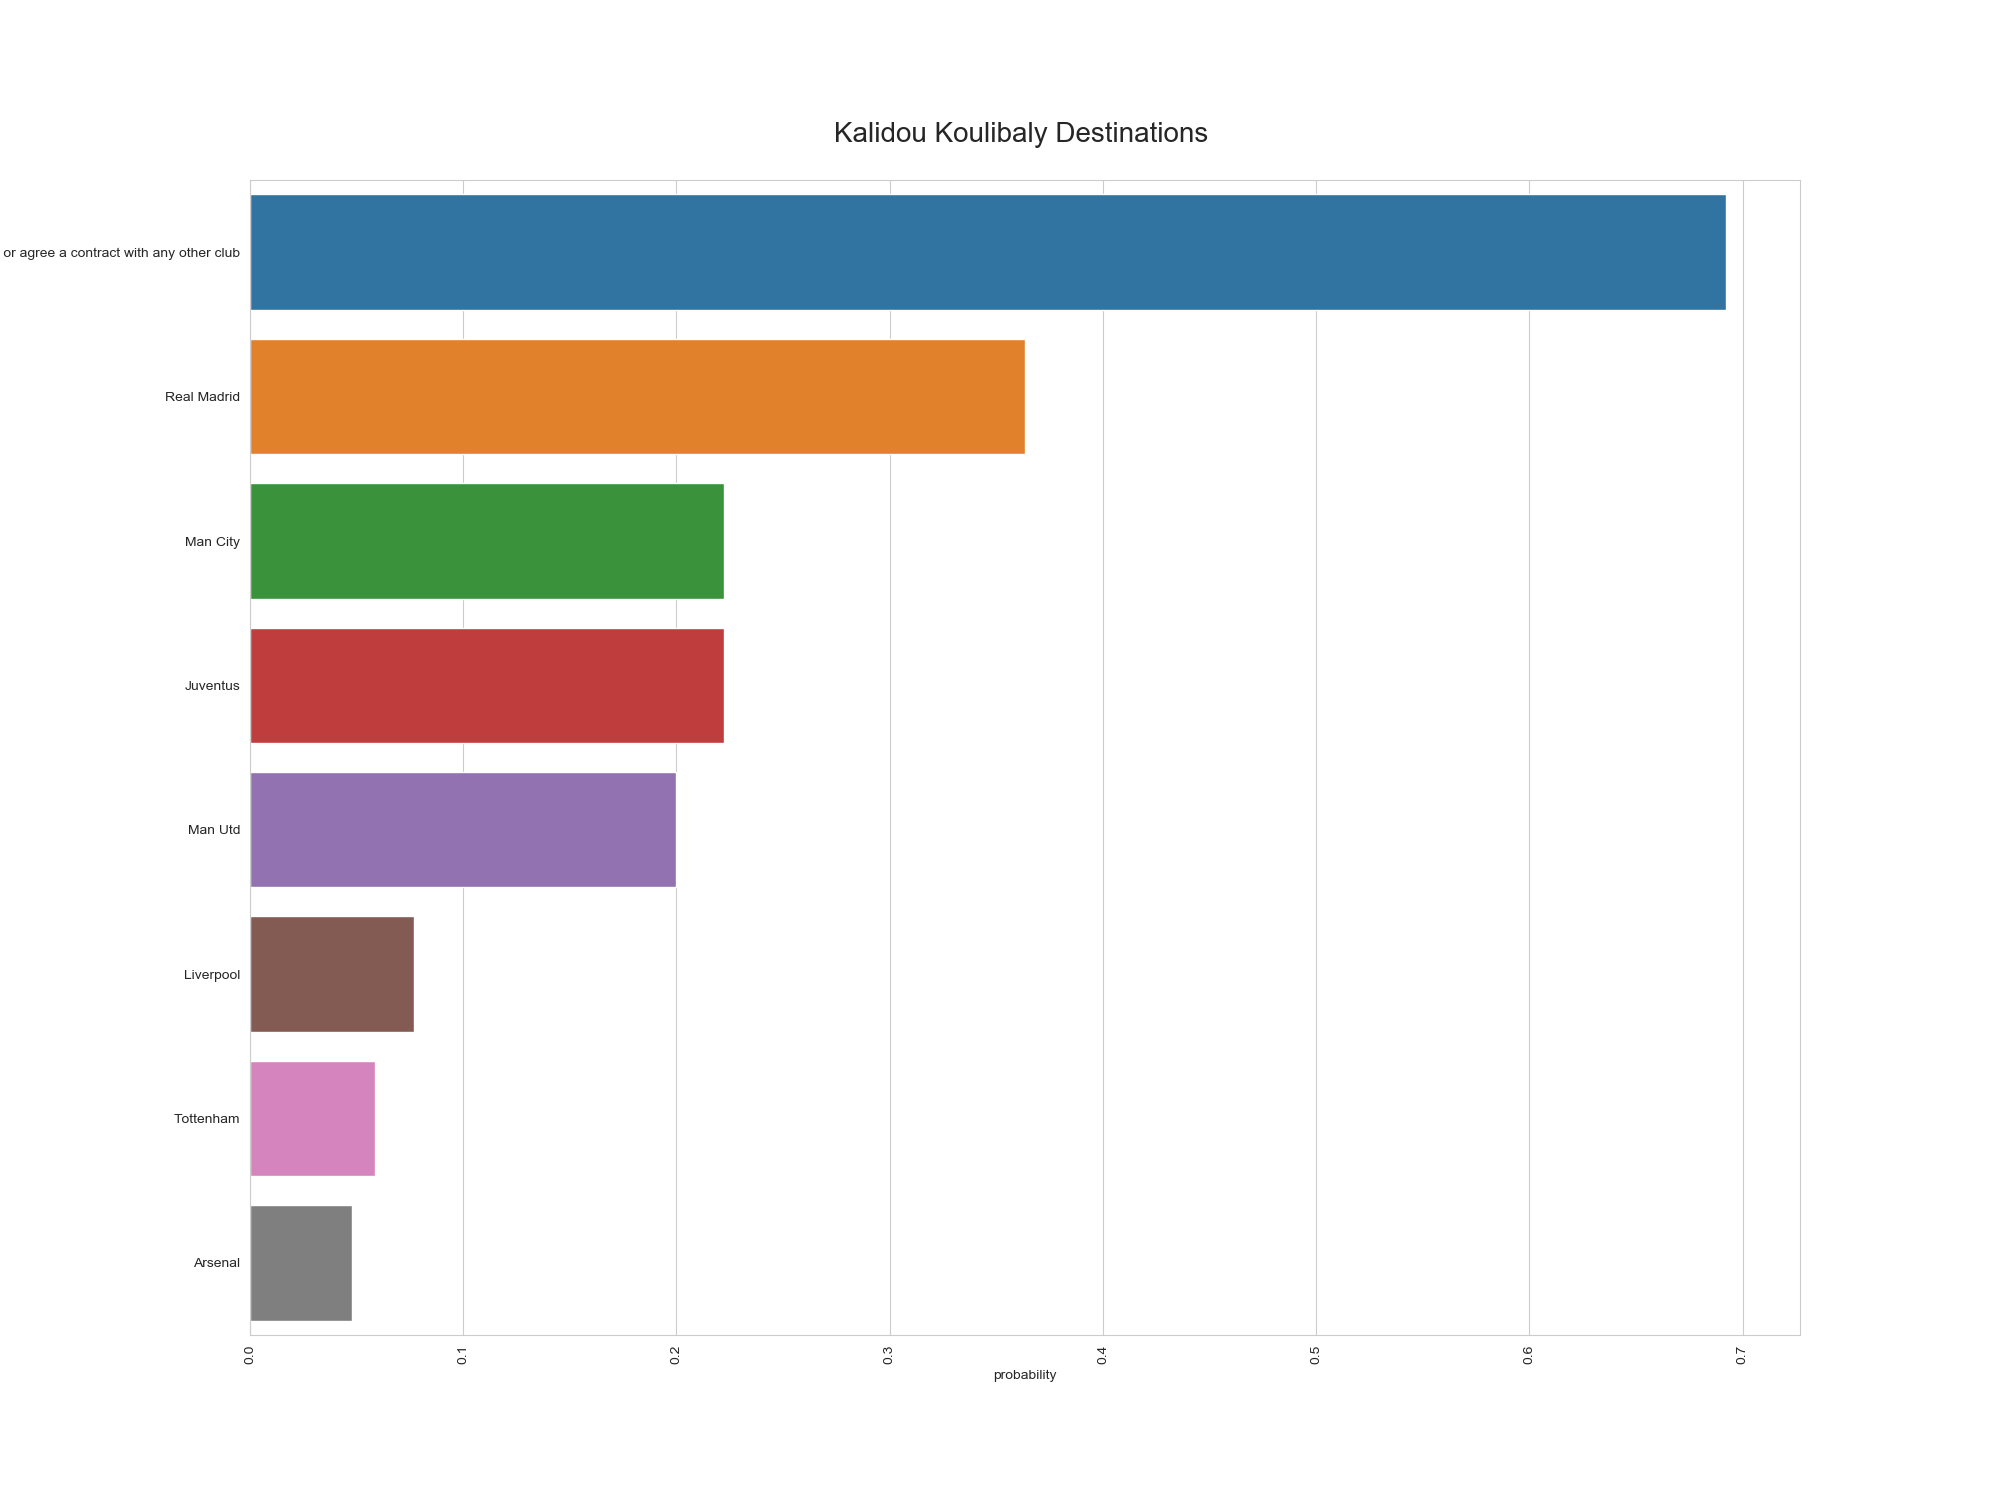 Kalidou Koulibaly Destinations
or agree a contract with any other club
Real Madrid
Man City
Juventus
Man Utd
Liverpool
Tottenham
Arsenal
0.0
0.1
0.2
0.3
0.4
0.5
0.6
0.7
probability